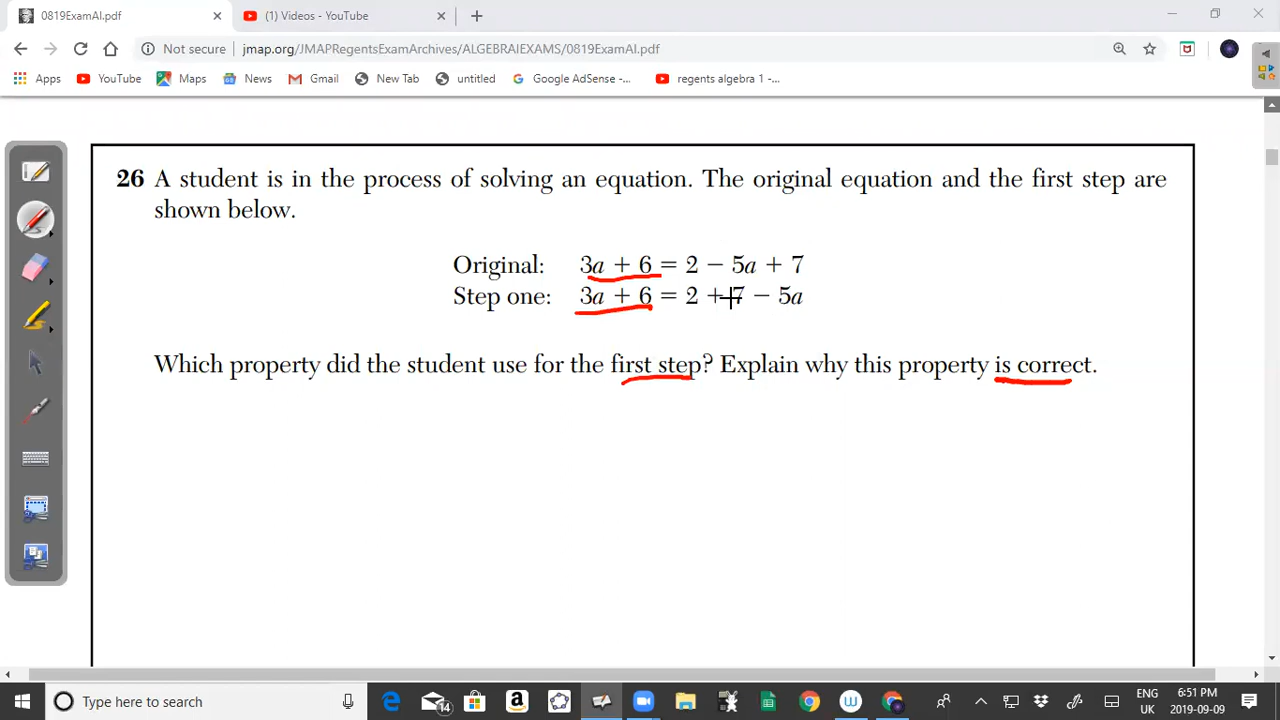 0819ExamAI.pdf
(1) Videos - YouTube
Not secure
jmap.org/JMAPRegentsExamArchives/ALGEBRAIEXAMS/0819ExamAI.pdf
Apps YouTube Maps News Gmail New Tab untitled Google AdSense -... regents algebra 1 -...
26 A student is in the process of solving an equation. The original equation and the first step are
shown below.
Original: 3a + 6 = 2 − 5a + 7
Step one: 3a + 6 = 2 + 7 − 5a
Which property did the student use for the first step? Explain why this property is correct.
Type here to search
14
ENG
UK
6:51 PM
2019-09-09